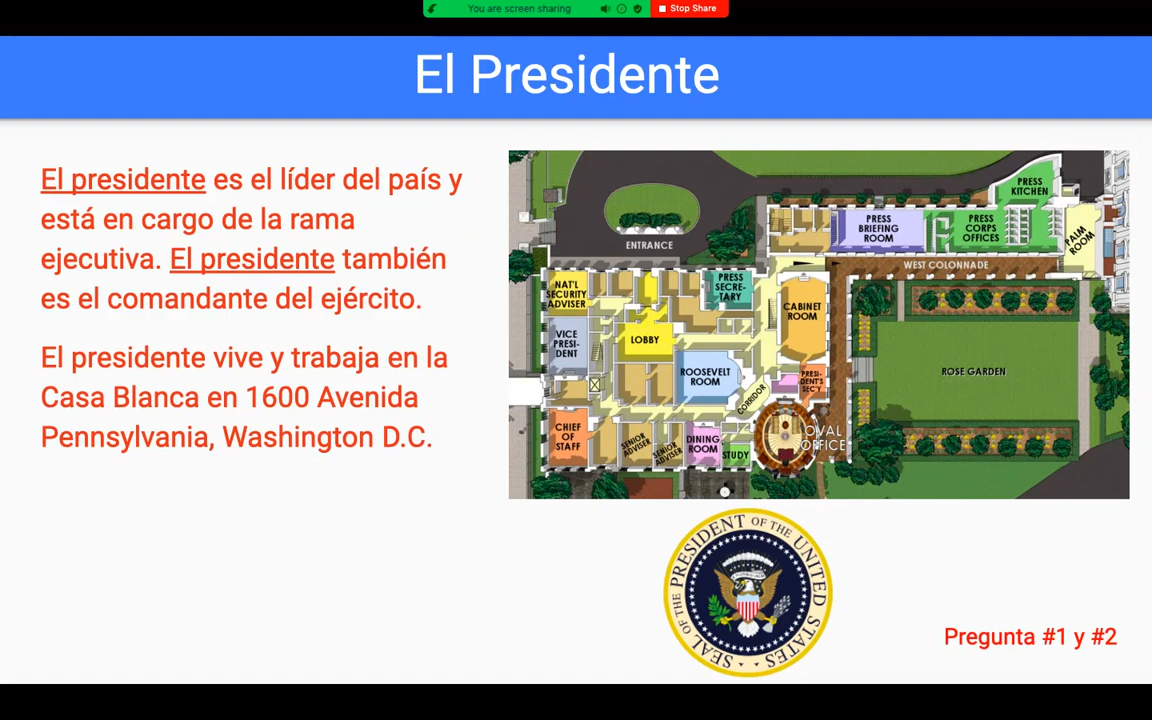 You are screen sharing
Stop Share
El Presidente
El presidente es el líder del país y
está en cargo de la rama
ejecutiva. El presidente también
es el comandante del ejército.
El presidente vive y trabaja en la
Casa Blanca en 1600 Avenida
Pennsylvania, Washington D.C.
ENTRANCE
PRESS
KITCHEN
PRESS
BRIEFING
ROOM
PRESS
CORPS
OFFICES
PALM
ROOM
WEST COLONNADE
NAT'L
SECURITY
ADVISER
PRESS
SECRE-
TARY
CABINET
ROOM
VICE
PRESI-
DENT
LOBBY
ROOSEVELT
ROOM
PRESI-
DENT'S
SEC'Y
ROSE GARDEN
CORRIDOR
CHIEF
OF
STAFF
SENIOR
ADVISER
SENIOR
ADVISER
DINING
ROOM
STUDY
OVAL
OFFICE
SEAL OF THE PRESIDENT OF THE UNITED STATES
Pregunta #1 y #2